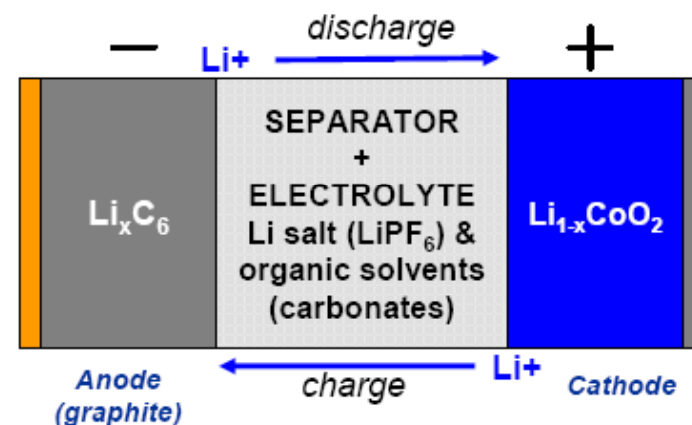 − discharge +
Li+
SEPARATOR
+
ELECTROLYTE
Li salt (LiPF₆) &
organic solvents
(carbonates)
LiₓC₆
Li₁₋ₓCoO₂
Li+
Anode
(graphite)
charge
Cathode